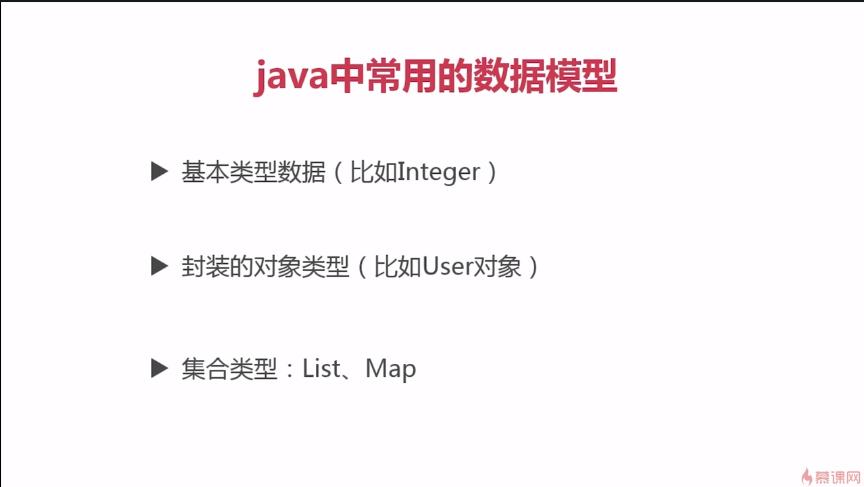 java中常用的数据模型
▶ 基本类型数据（比如Integer）
▶ 封装的对象类型（比如User对象）
▶ 集合类型：List、Map
慕课网